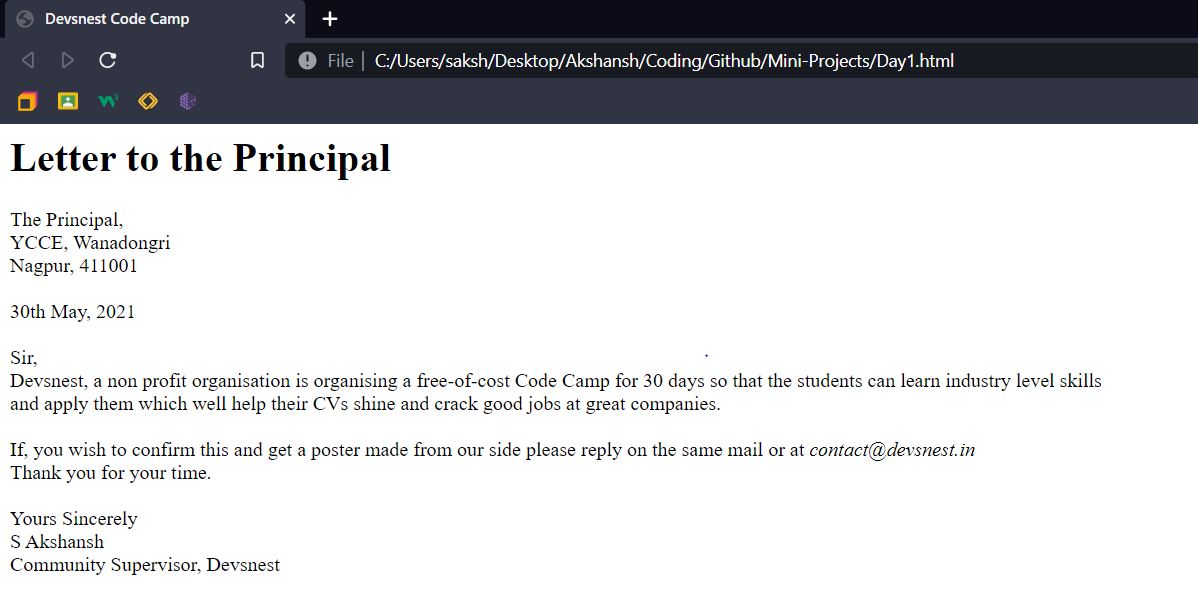 Devsnest Code Camp
File | C:/Users/saksh/Desktop/Akshansh/Coding/Github/Mini-Projects/Day1.html
Letter to the Principal
The Principal,
YCCE, Wanadongri
Nagpur, 411001
30th May, 2021
Sir,
Devsnest, a non profit organisation is organising a free-of-cost Code Camp for 30 days so that the students can learn industry level skills
and apply them which well help their CVs shine and crack good jobs at great companies.
If, you wish to confirm this and get a poster made from our side please reply on the same mail or at contact@devsnest.in
Thank you for your time.
Yours Sincerely
S Akshansh
Community Supervisor, Devsnest